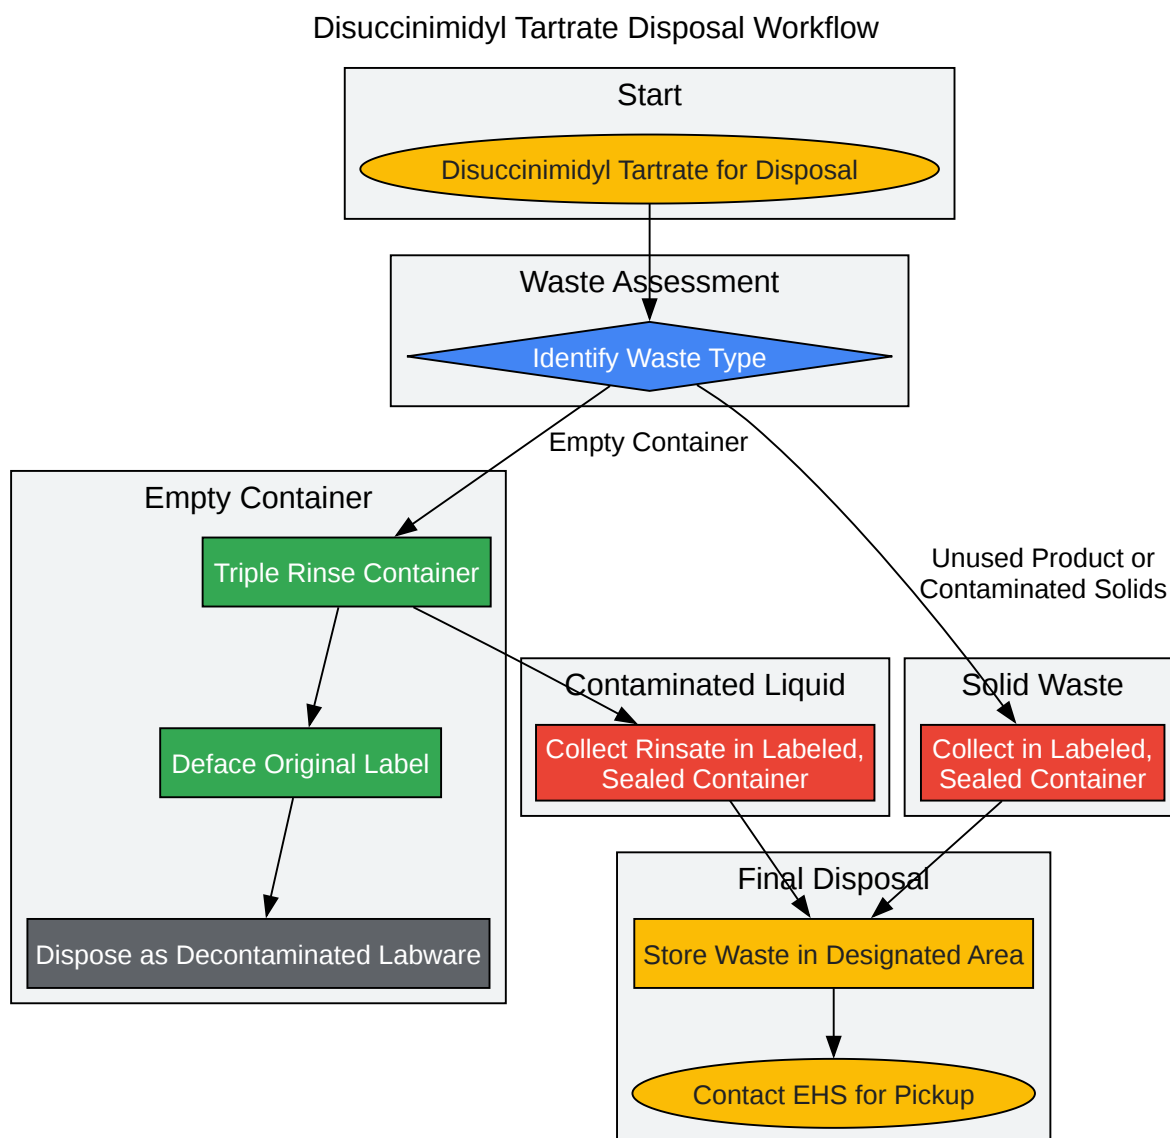 Disuccinimidyl Tartrate Disposal Workflow
Start
Disuccinimidyl Tartrate for Disposal
Waste Assessment
Identify Waste Type
Empty Container
Empty Container
Triple Rinse Container
Unused Product or
Contaminated Solids
Contaminated Liquid
Solid Waste
Deface Original Label
Collect Rinsate in Labeled,
Sealed Container
Collect in Labeled,
Sealed Container
Final Disposal
Dispose as Decontaminated Labware
Store Waste in Designated Area
Contact EHS for Pickup